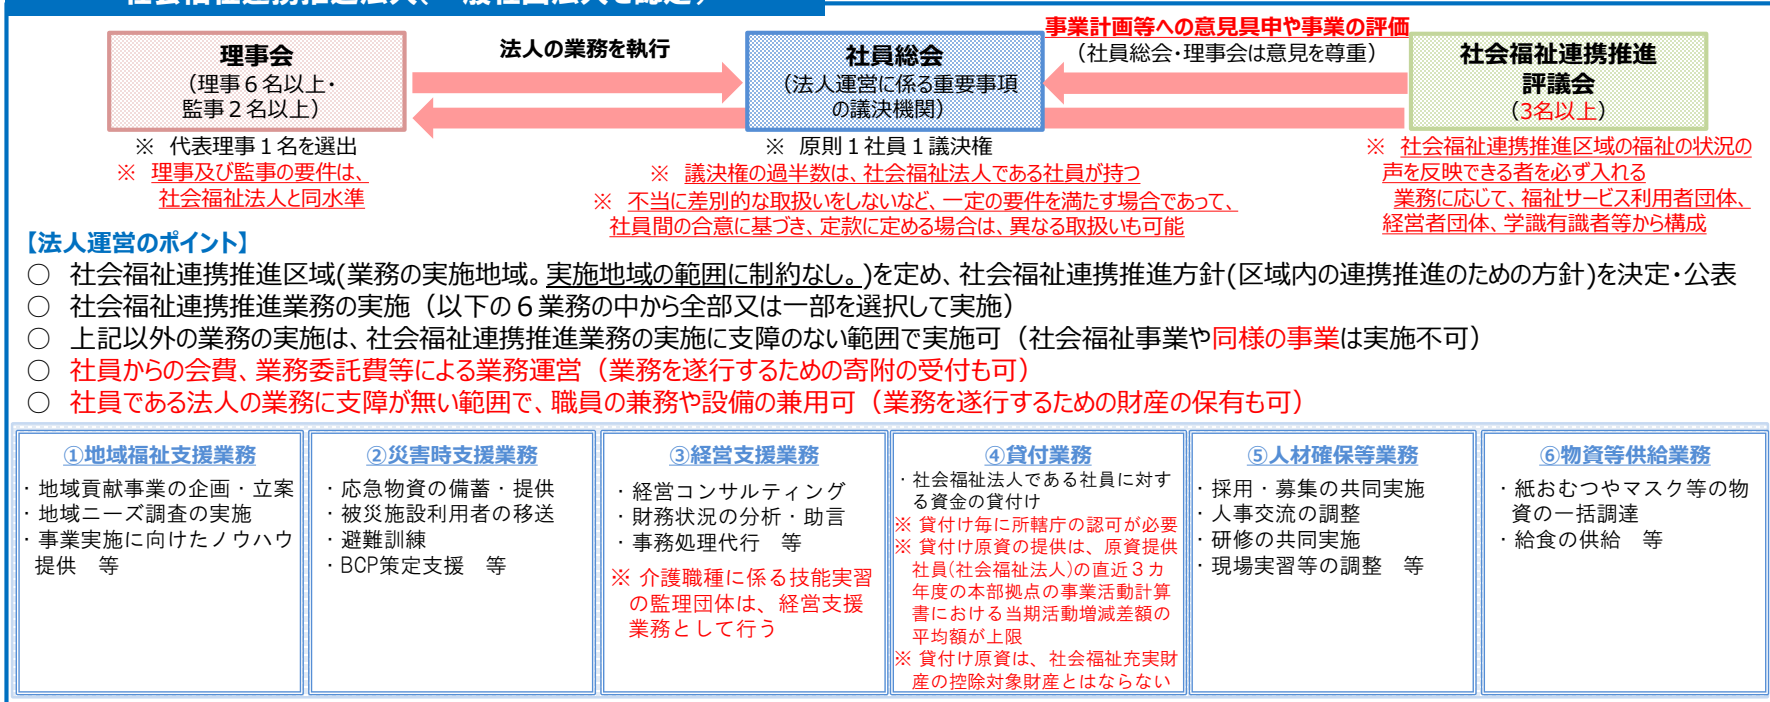 社会福祉連携推進法人（一般社団法人を認定）
理事会
（理事６名以上・
監事２名以上）
法人の業務を執行
社員総会
（法人運営に係る重要事項
の議決機関）
事業計画等への意見具申や事業の評価
（社員総会・理事会は意見を尊重）
社会福祉連携推進
評議会
（3名以上）
※ 代表理事１名を選出
※ 理事及び監事の要件は、
社会福祉法人と同水準
※ 原則１社員１議決権
※ 議決権の過半数は、社会福祉法人である社員が持つ
※ 不当に差別的な取扱いをしないなど、一定の要件を満たす場合であって、
社員間の合意に基づき、定款に定める場合は、異なる取扱いも可能
※ 社会福祉連携推進区域の福祉の状況の
声を反映できる者を必ず入れる
業務に応じて、福祉サービス利用者団体、
経営者団体、学識有識者等から構成
【法人運営のポイント】
○ 社会福祉連携推進区域(業務の実施地域。実施地域の範囲に制約なし。)を定め、社会福祉連携推進方針(区域内の連携推進のための方針)を決定・公表
○ 社会福祉連携推進業務の実施（以下の６業務の中から全部又は一部を選択して実施）
○ 上記以外の業務の実施は、社会福祉連携推進業務の実施に支障のない範囲で実施可（社会福祉事業や同様の事業は実施不可）
○ 社員からの会費、業務委託費等による業務運営（業務を遂行するための寄附の受付も可）
○ 社員である法人の業務に支障が無い範囲で、職員の兼務や設備の兼用可（業務を遂行するための財産の保有も可）
①地域福祉支援業務
・地域貢献事業の企画・立案
・地域ニーズ調査の実施
・事業実施に向けたノウハウ
提供　等
②災害時支援業務
・応急物資の備蓄・提供
・被災施設利用者の移送
・避難訓練
・BCP策定支援　等
③経営支援業務
・経営コンサルティング
・財務状況の分析・助言
・事務処理代行　等
※ 介護職種に係る技能実習
の監理団体は、経営支援
業務として行う
④貸付業務
・社会福祉法人である社員に対す
る資金の貸付け
※ 貸付け毎に所轄庁の認可が必要
※ 貸付け原資の提供は、原資提供
社員(社会福祉法人)の直近３カ
年度の本部拠点の事業活動計算
書における当期活動増減差額の
平均額が上限
※ 貸付け原資は、社会福祉充実財
産の控除対象財産とはならない
⑤人材確保等業務
・採用・募集の共同実施
・人事交流の調整
・研修の共同実施
・現場実習等の調整　等
⑥物資等供給業務
・紙おむつやマスク等の物
資の一括調達
・給食の供給　等